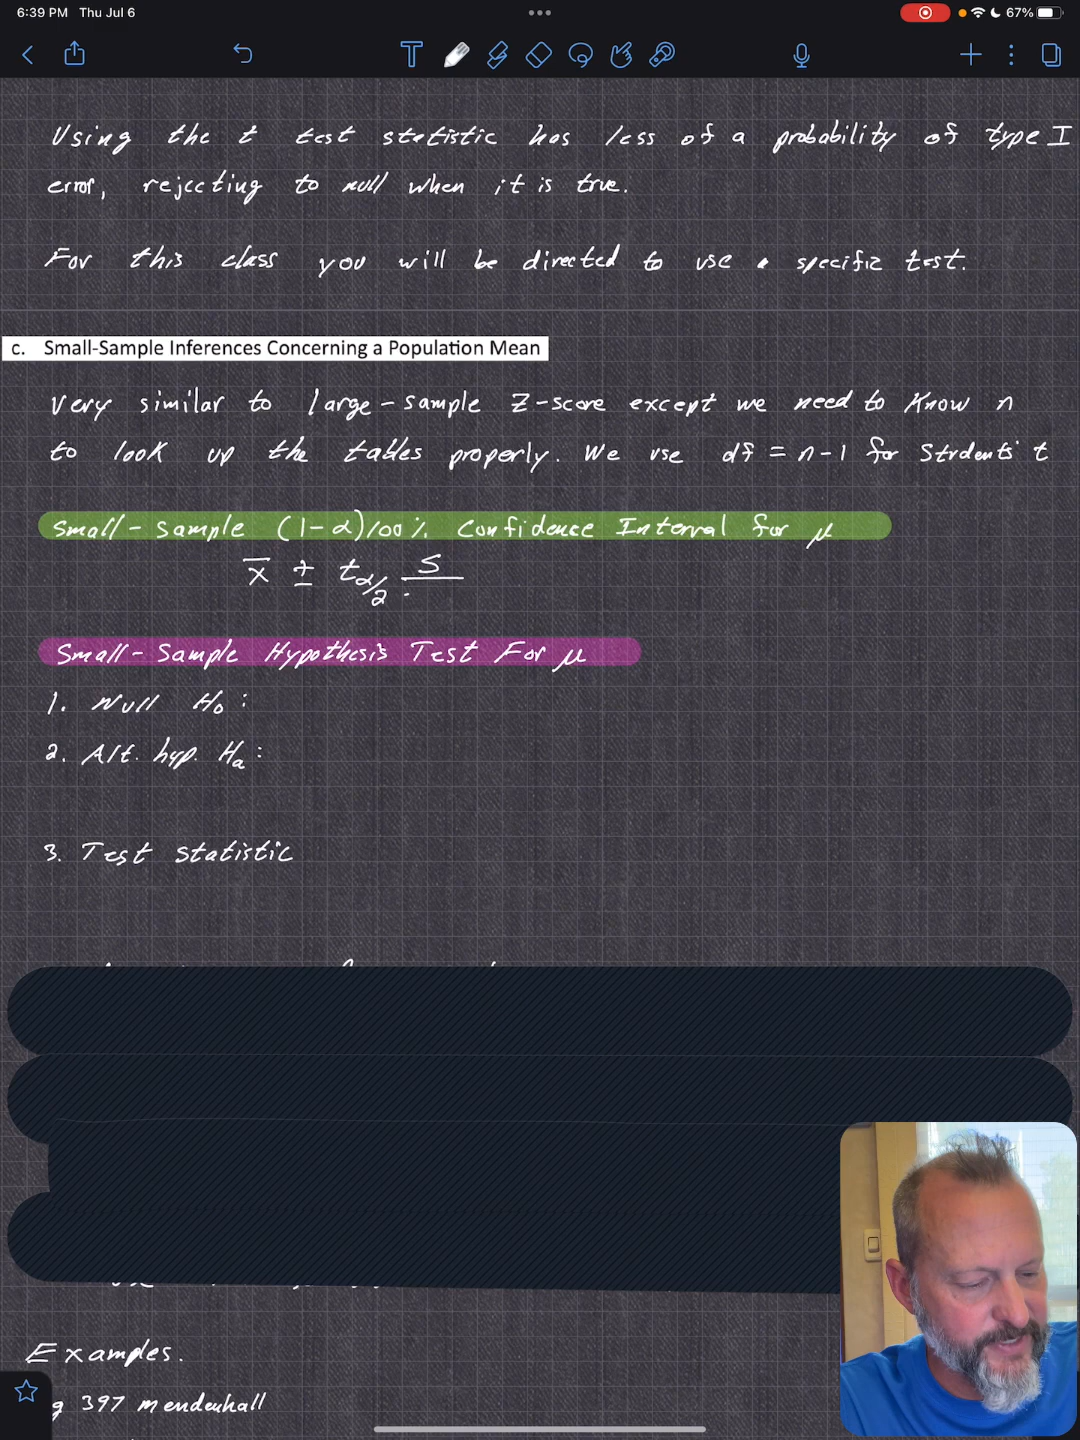 6:39 PM Thu Jul 6
67%
Using the t test statistic has less of a probability of type I
error, rejecting to null when it is true.
For this class you will be directed to use a specific test.
c. Small-Sample Inferences Concerning a Population Mean
Very similar to large-sample Z-score except we need to know n
to look up the tables properly. We use df = n-1 for Students' t
Small-Sample (1-α)100% Confidence Interval for μ
x̄ ± t α/2 s
Small-Sample Hypothesis Test For μ
1. Null H₀:
2. Alt. hyp. Hₐ:
3. Test statistic
Examples.
g 397 mendenhall